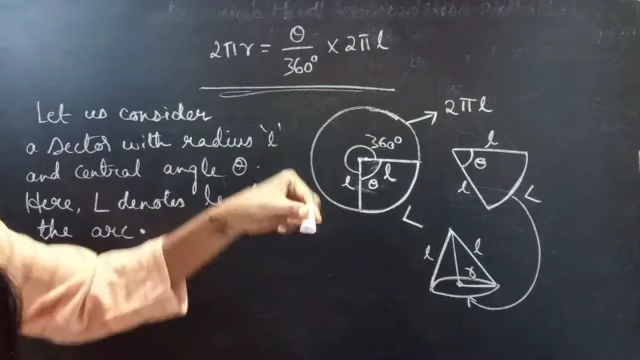 2πr = θ/360° × 2πl
Let us consider
a sector with radius 'l'
and central angle θ.
Here, L denotes
the arc.
360°
2πl
l
θ
l
L
l
θ
l
L
l
l
r